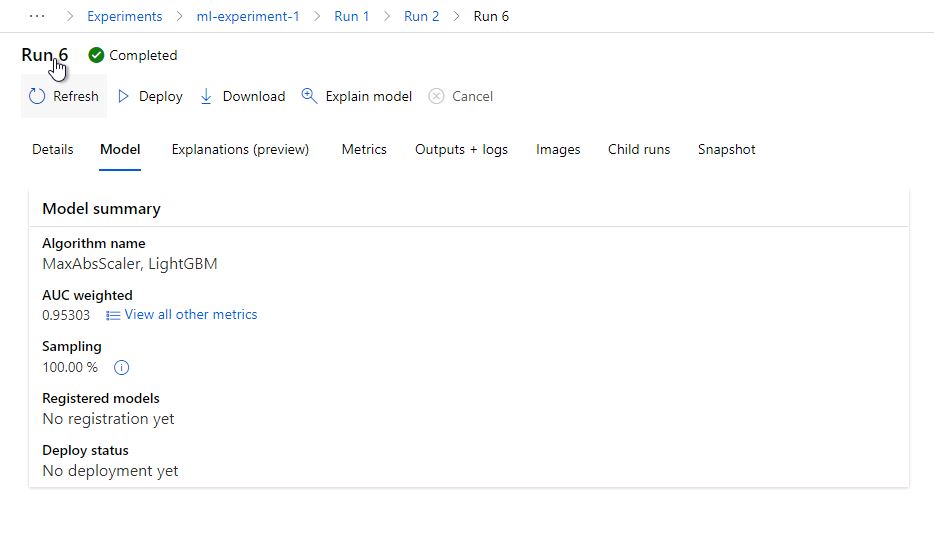 ··· > Experiments > ml-experiment-1 > Run 1 > Run 2 > Run 6
Run 6 Completed
Refresh Deploy Download Explain model Cancel
Details Model Explanations (preview) Metrics Outputs + logs Images Child runs Snapshot
Model summary
Algorithm name
MaxAbsScaler, LightGBM
AUC weighted
0.95303 View all other metrics
Sampling
100.00 %
Registered models
No registration yet
Deploy status
No deployment yet